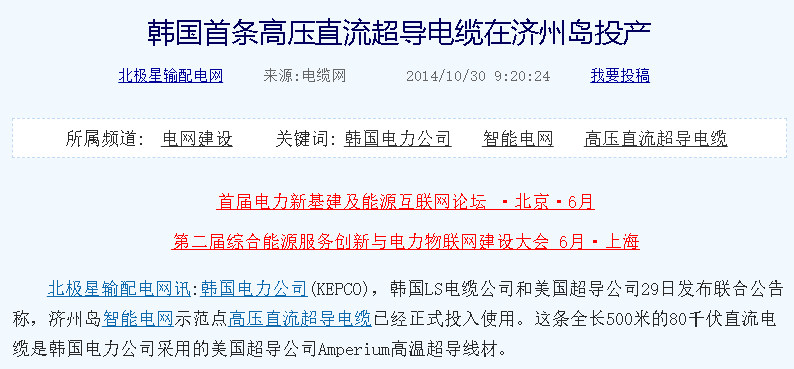 韩国首条高压直流超导电缆在济州岛投产
北极星输配电网 来源:电缆网 2014/10/30 9:20:24 我要投稿
所属频道: 电网建设 关键词: 韩国电力公司 智能电网 高压直流超导电缆
首届电力新基建及能源互联网论坛 ·北京·6月
第二届综合能源服务创新与电力物联网建设大会 6月·上海
北极星输配电网讯:韩国电力公司(KEPCO)，韩国LS电缆公司和美国超导公司29日发布联合公告
称，济州岛智能电网示范点高压直流超导电缆已经正式投入使用。这条全长500米的80千伏直流电
缆是韩国电力公司采用的美国超导公司Amperium高温超导线材。